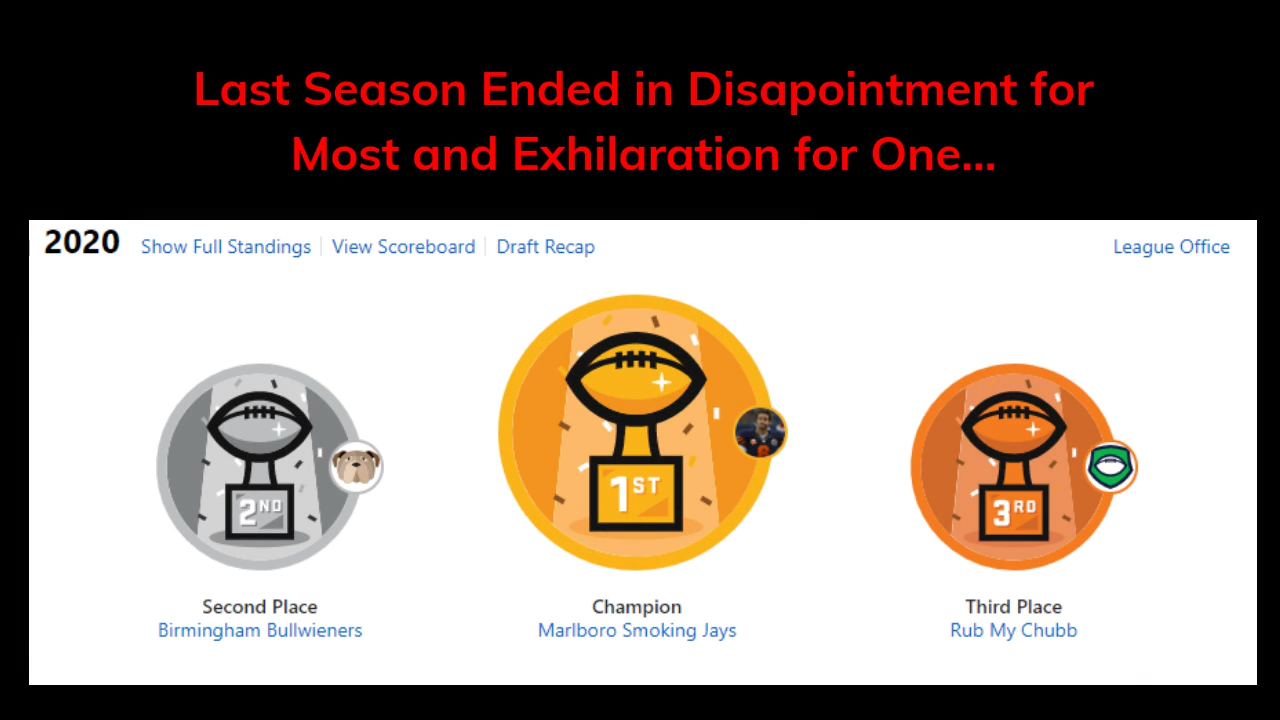 Last Season Ended in Disapointment for
Most and Exhilaration for One...
2020 Show Full Standings View Scoreboard Draft Recap League Office
2ND 1ST 3RD
Second Place Champion Third Place
Birmingham Bullwieners Marlboro Smoking Jays Rub My Chubb